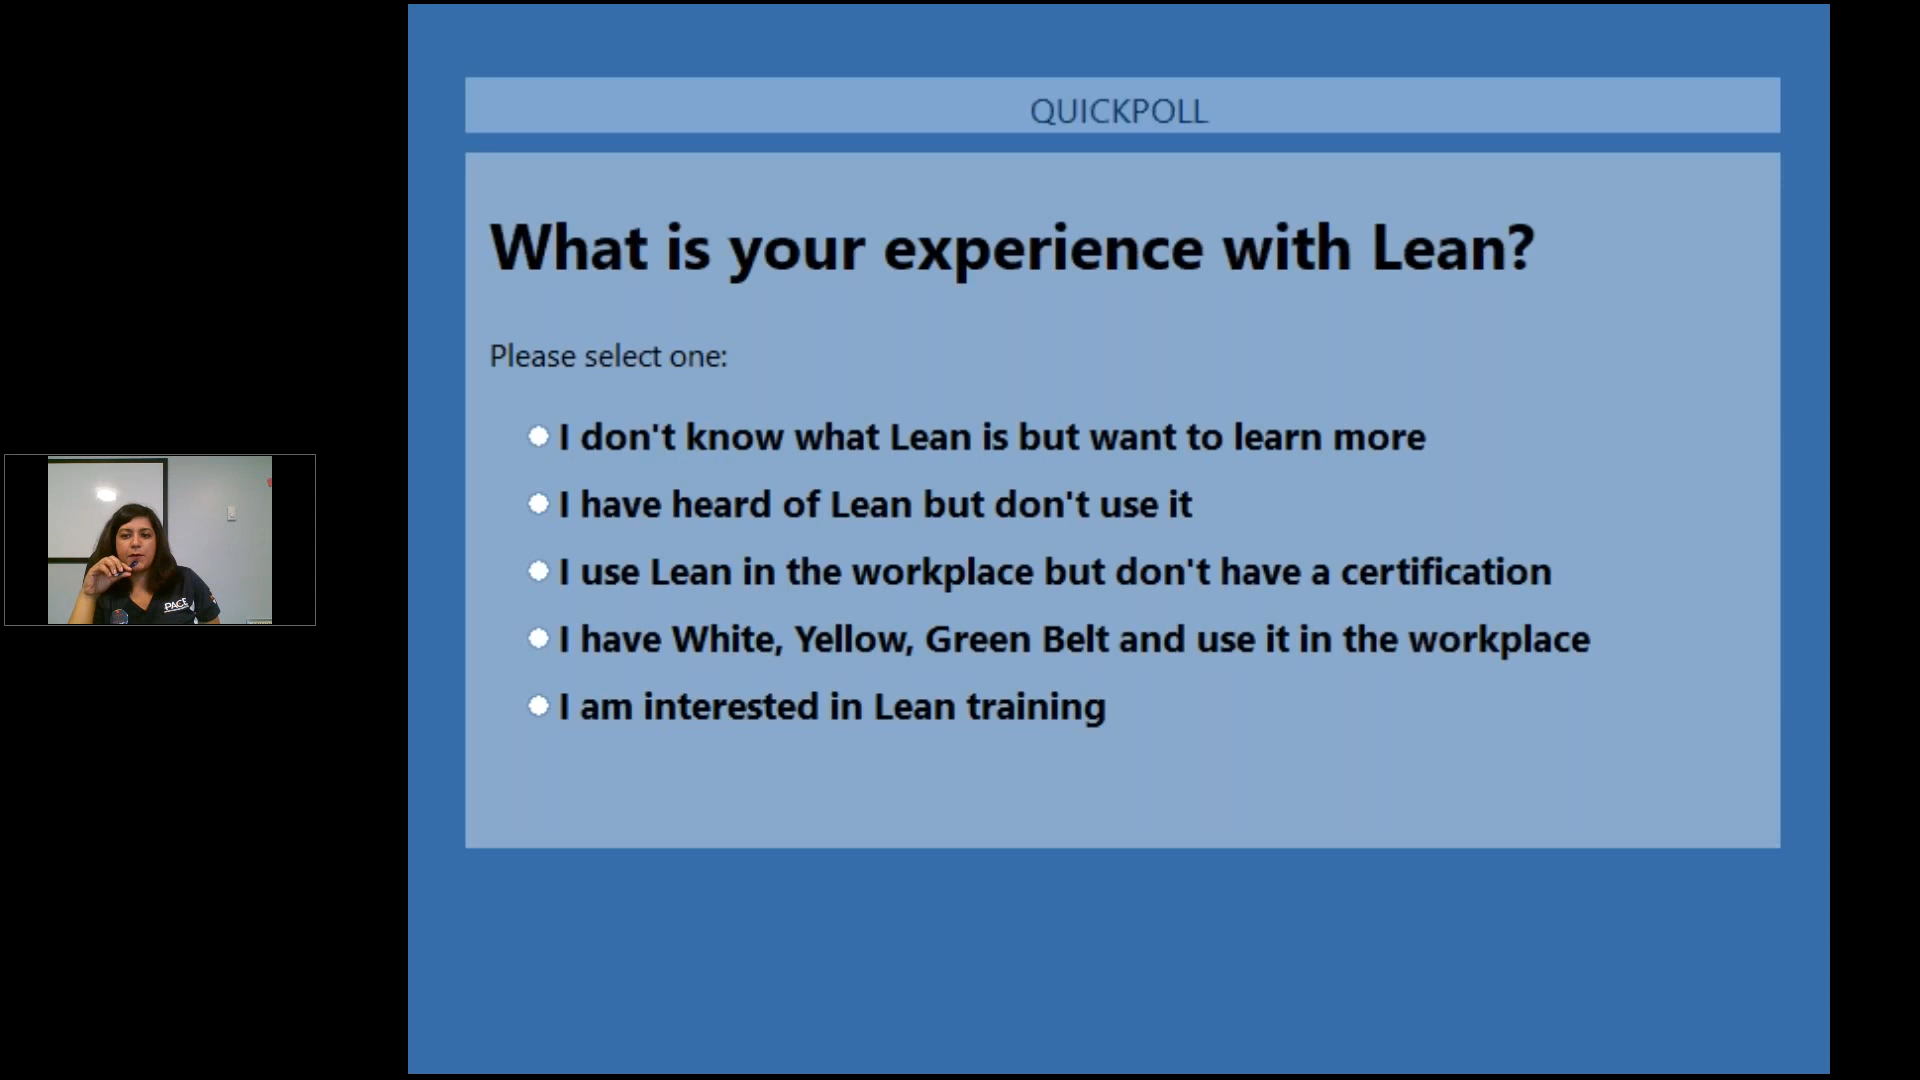 QUICKPOLL
What is your experience with Lean?
Please select one:
I don't know what Lean is but want to learn more
I have heard of Lean but don't use it
I use Lean in the workplace but don't have a certification
I have White, Yellow, Green Belt and use it in the workplace
I am interested in Lean training
PACE